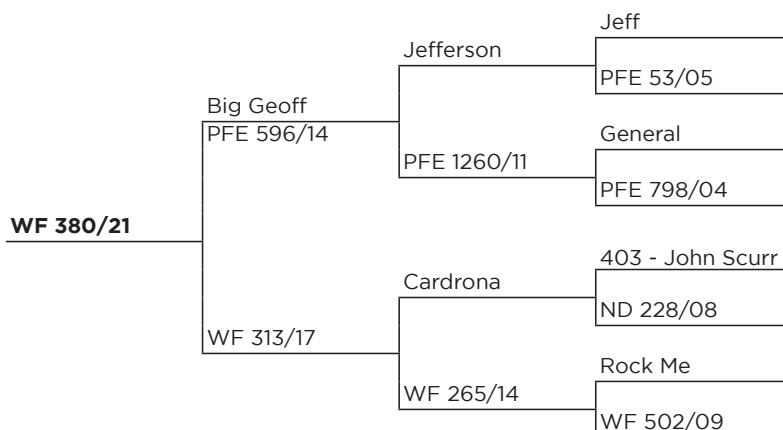 Jeff
Jefferson
PFE 53/05
Big Geoff
PFE 596/14
General
PFE 1260/11
PFE 798/04
WF 380/21
403 - John Scurr
Cardrona
ND 228/08
WF 313/17
Rock Me
WF 265/14
WF 502/09